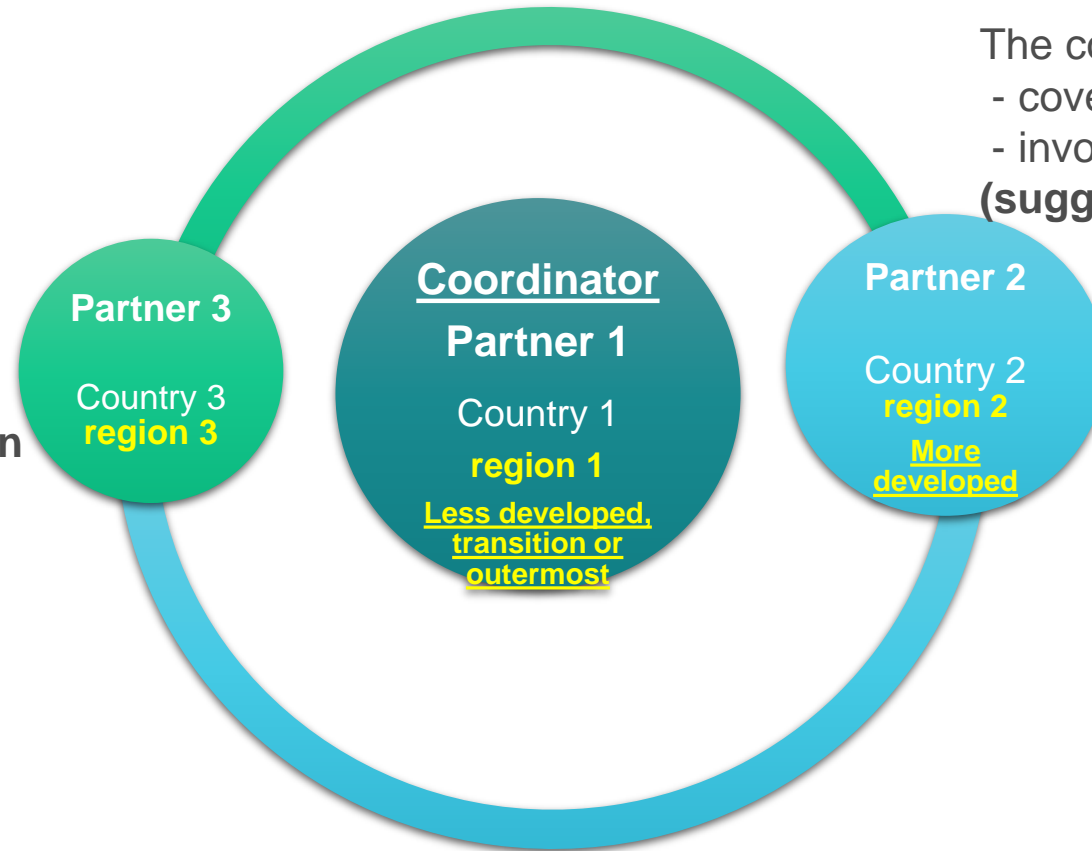 The co
- cove
- invo
(sugg
Partner 3
Country 3
region 3
n
Coordinator
Partner 1
Country 1
region 1
Less developed,
transition or
outermost
Partner 2
Country 2
region 2
More
developed